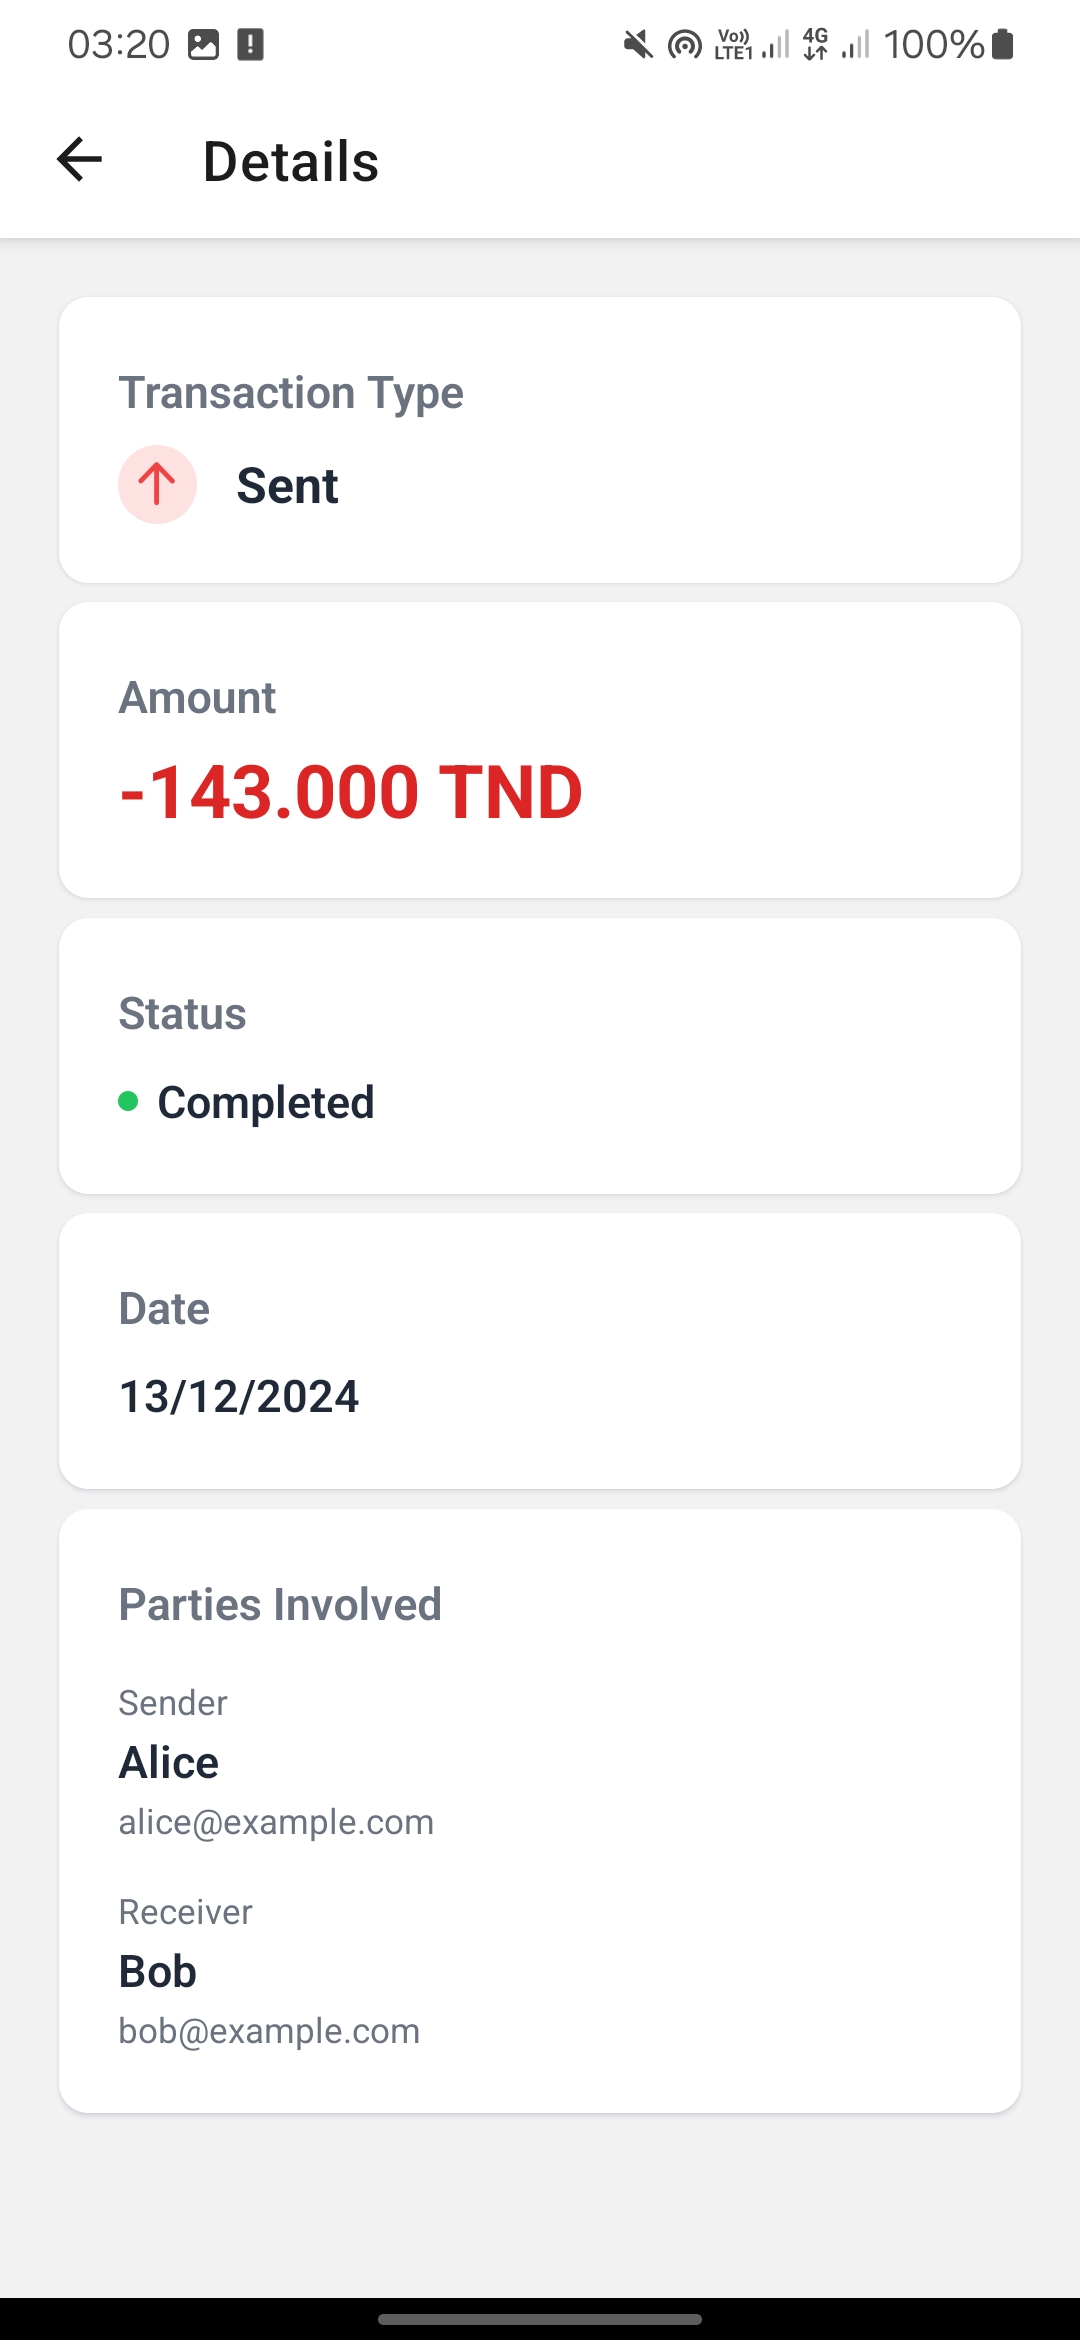 03:20 Vo)) LTE1 4G 100%
Details
Transaction Type
Sent
Amount
-143.000 TND
Status
Completed
Date
13/12/2024
Parties Involved
Sender
Alice
alice@example.com
Receiver
Bob
bob@example.com